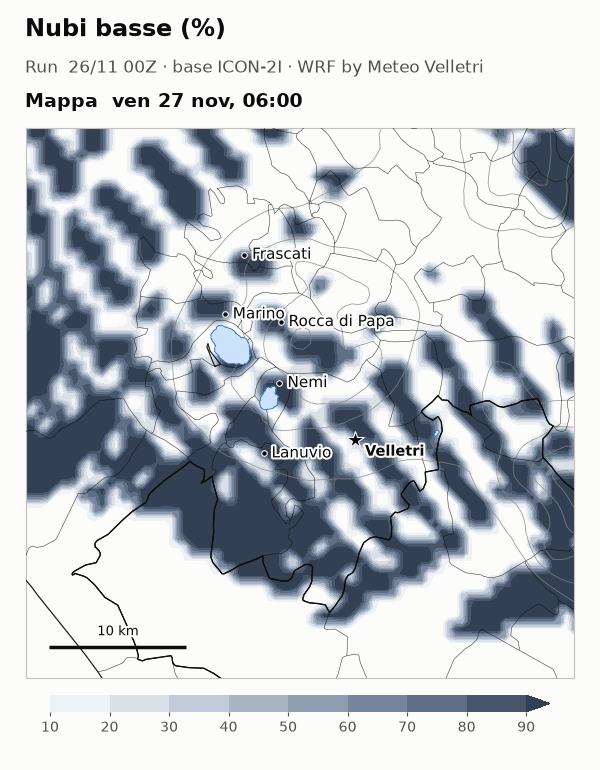 Nubi basse (%)
Run  26/11 00Z · base ICON-2I · WRF by Meteo Velletri
Mappa  ven 27 nov, 06:00
Frascati
Marino
Rocca di Papa
Nemi
Velletri
Lanuvio
10 km
10 20 30 40 50 60 70 80 90